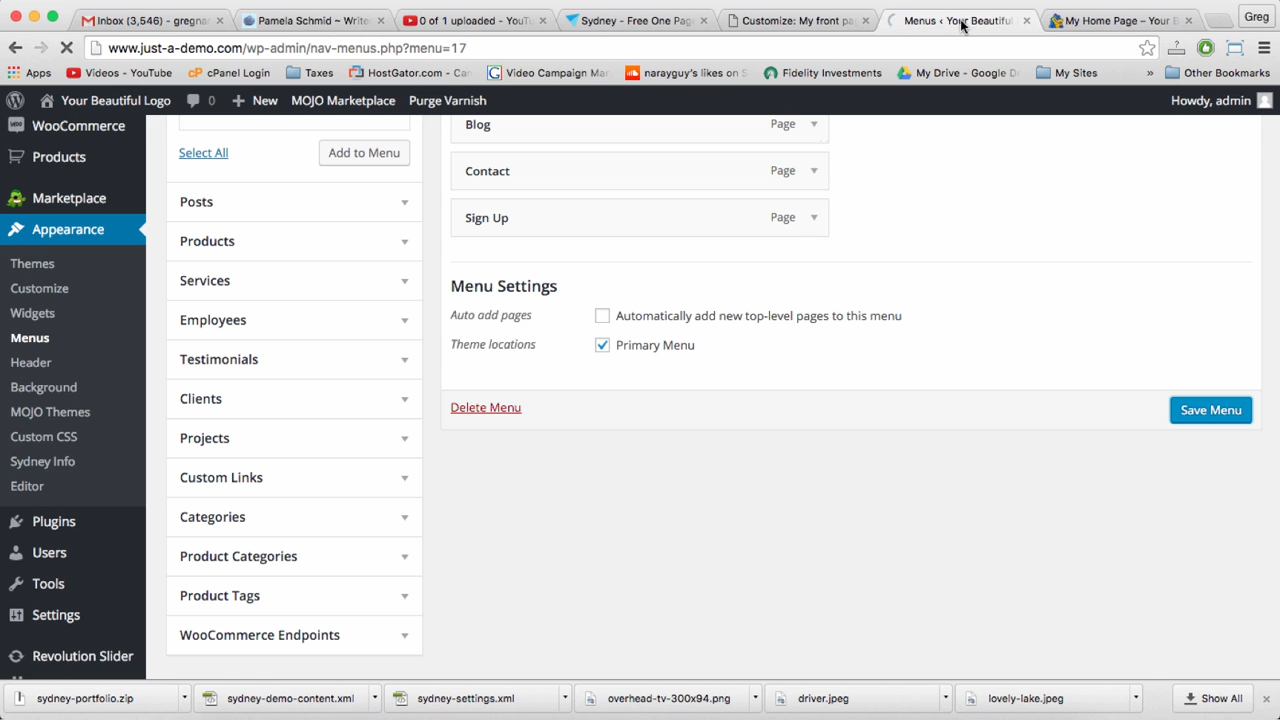 Inbox (3,546) - gregnar
Pamela Schmid – Write
0 of 1 uploaded - YouTu
Sydney - Free One Pag
Customize: My front pa
Menus ‹ Your Beautiful
My Home Page – Your B
Greg
www.just-a-demo.com/wp-admin/nav-menus.php?menu=17
Apps
Videos - YouTube
cPanel Login
Taxes
HostGator.com - Can
Video Campaign Man
narayguy's likes on S
Fidelity Investments
My Drive - Google D
My Sites
»
Other Bookmarks
Your Beautiful Logo
0
New
MOJO Marketplace
Purge Varnish
Howdy, admin
WooCommerce
Products
Marketplace
Appearance
Themes
Customize
Widgets
Menus
Header
Background
MOJO Themes
Custom CSS
Sydney Info
Editor
Plugins
Users
Tools
Settings
Revolution Slider
Select All
Add to Menu
Posts
Products
Services
Employees
Testimonials
Clients
Projects
Custom Links
Categories
Product Categories
Product Tags
WooCommerce Endpoints
Blog Page
Contact Page
Sign Up Page
Menu Settings
Auto add pages
Automatically add new top-level pages to this menu
Theme locations
Primary Menu
Delete Menu
Save Menu
sydney-portfolio.zip
sydney-demo-content.xml
sydney-settings.xml
overhead-tv-300x94.png
driver.jpeg
lovely-lake.jpeg
Show All